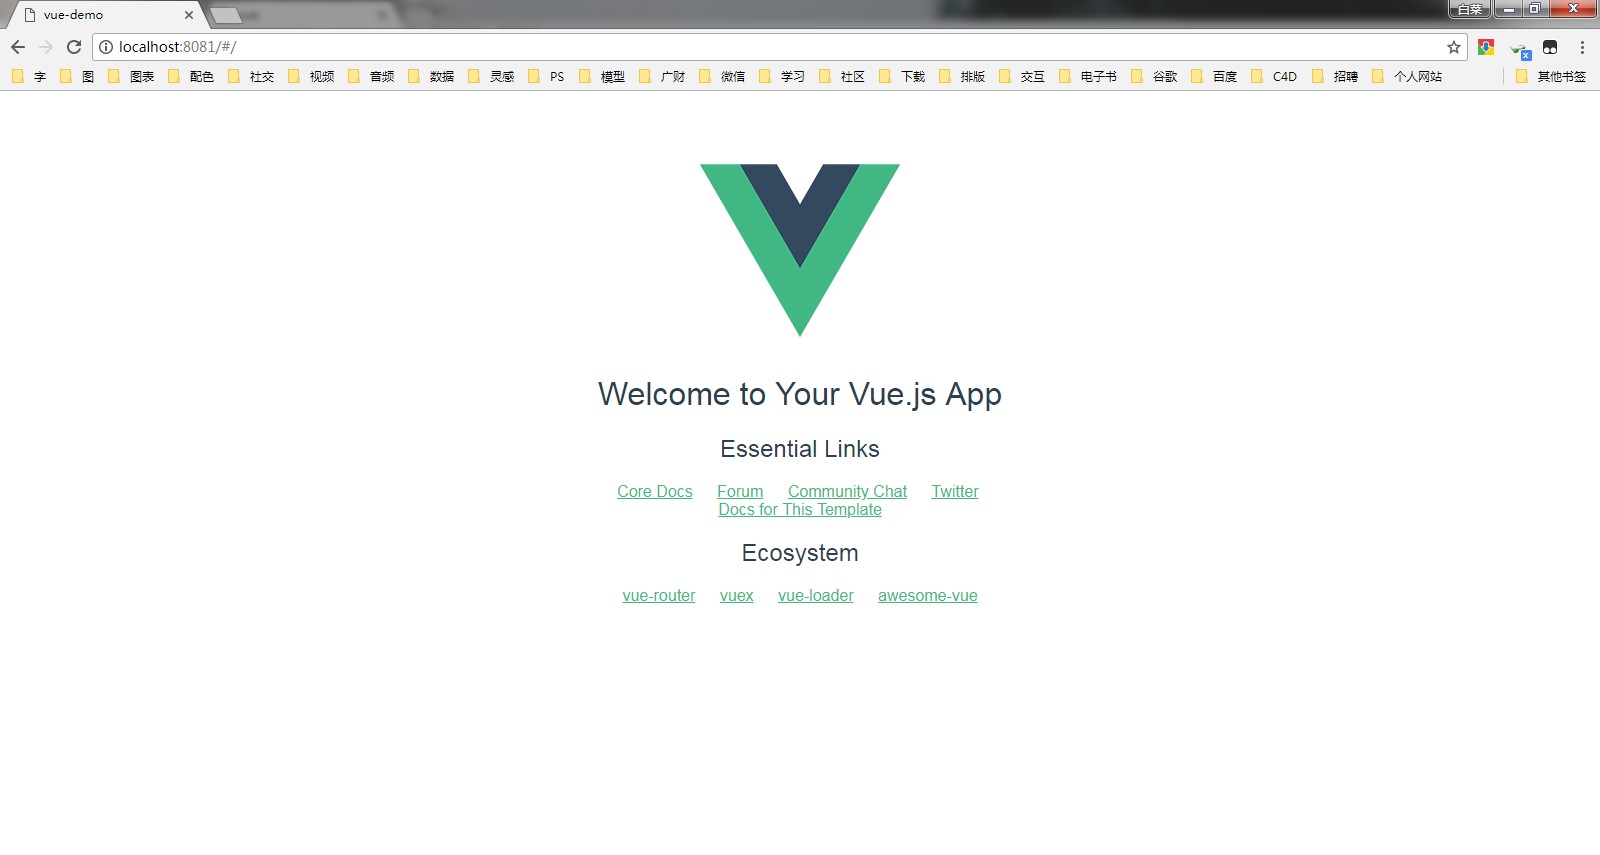 vue-demo
白菜
localhost:8081/#/
字 图 图表 配色 社交 视频 音频 数据 灵感 PS 模型 广财 微信 学习 社区 下载 排版 交互 电子书 谷歌 百度 C4D 招聘 个人网站 其他书签
Welcome to Your Vue.js App
Essential Links
Core Docs Forum Community Chat Twitter
Docs for This Template
Ecosystem
vue-router vuex vue-loader awesome-vue